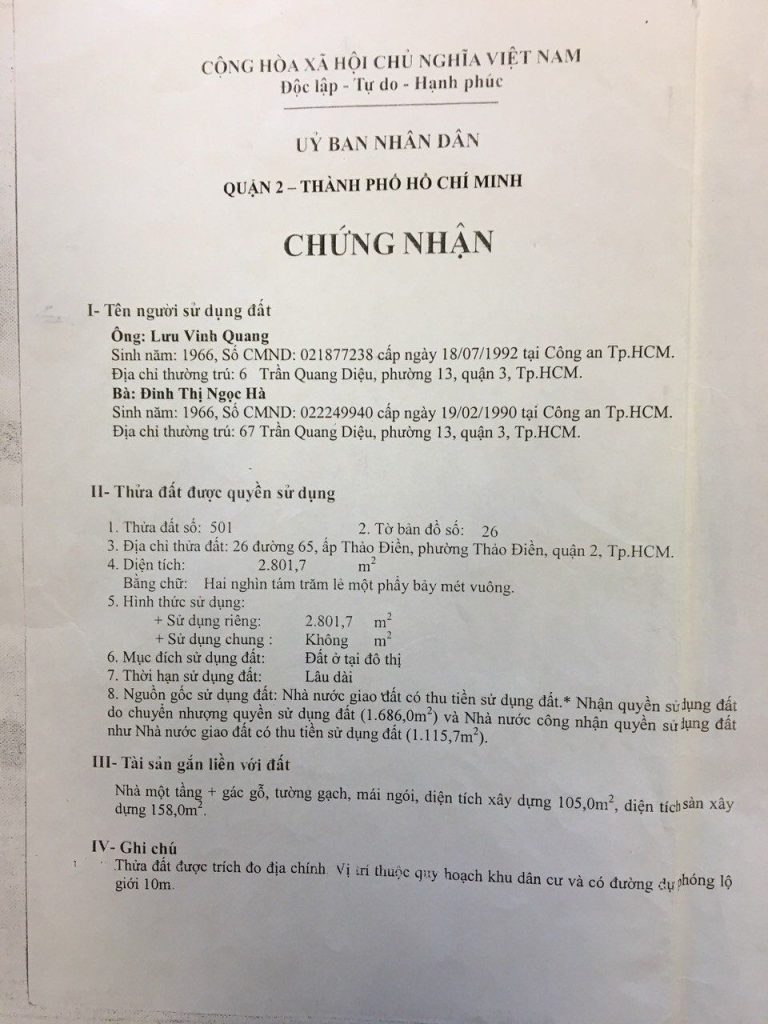 CỘNG HÒA XÃ HỘI CHỦ NGHĨA VIỆT NAM
Độc lập - Tự do - Hạnh phúc
UỶ BAN NHÂN DÂN
QUẬN 2 – THÀNH PHỐ HỒ CHÍ MINH
CHỨNG NHẬN
I- Tên người sử dụng đất
Ông: Lưu Vinh Quang
Sinh năm: 1966, Số CMND: 021877238 cấp ngày 18/07/1992 tại Công an Tp.HCM.
Địa chỉ thường trú: 6 Trần Quang Diệu, phường 13, quận 3, Tp.HCM.
Bà: Đinh Thị Ngọc Hà
Sinh năm: 1966, Số CMND: 022249940 cấp ngày 19/02/1990 tại Công an Tp.HCM.
Địa chỉ thường trú: 67 Trần Quang Diệu, phường 13, quận 3, Tp.HCM.
II- Thửa đất được quyền sử dụng
1. Thửa đất số: 501 2. Tờ bản đồ số: 26
3. Địa chỉ thửa đất: 26 đường 65, ấp Thảo Điền, phường Thảo Điền, quận 2, Tp.HCM.
4. Diện tích: 2.801,7 m²
Bằng chữ: Hai nghìn tám trăm lẻ một phẩy bảy mét vuông.
5. Hình thức sử dụng:
+ Sử dụng riêng: 2.801,7 m²
+ Sử dụng chung : Không m²
6. Mục đích sử dụng đất: Đất ở tại đô thị
7. Thời hạn sử dụng đất: Lâu dài
8. Nguồn gốc sử dụng đất: Nhà nước giao đất có thu tiền sử dụng đất.* Nhận quyền sử dụng đất
do chuyển nhượng quyền sử dụng đất (1.686,0m²) và Nhà nước công nhận quyền sử dụng đất
như Nhà nước giao đất có thu tiền sử dụng đất (1.115,7m²).
III- Tài sản gắn liền với đất
Nhà một tầng + gác gỗ, tường gạch, mái ngói, diện tích xây dựng 105,0m², diện tích sàn xây
dựng 158,0m².
IV- Ghi chú
Thửa đất được trích đo địa chính. Vị trí thuộc quy hoạch khu dân cư và có đường dự phóng lộ
giới 10m.